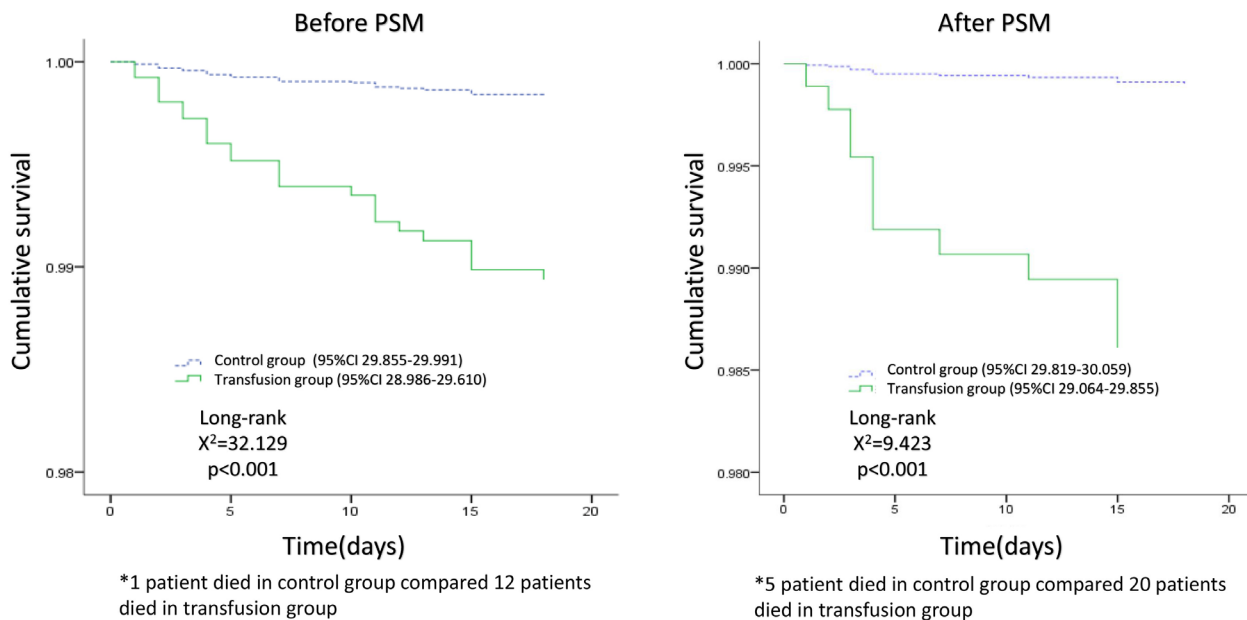 Before PSM
Cumulative survival
1.00
0.99
0.98
Control group (95%CI 29.855-29.991)
Transfusion group (95%CI 28.986-29.610)
Long-rank
X²=32.129
p<0.001
0 5 10 15 20
Time(days)
*1 patient died in control group compared 12 patients
died in transfusion group
After PSM
Cumulative survival
1.000
0.995
0.990
0.985
0.980
Control group (95%CI 29.819-30.059)
Transfusion group (95%CI 29.064-29.855)
Long-rank
X²=9.423
p<0.001
0 5 10 15 20
Time(days)
*5 patient died in control group compared 20 patients
died in transfusion group